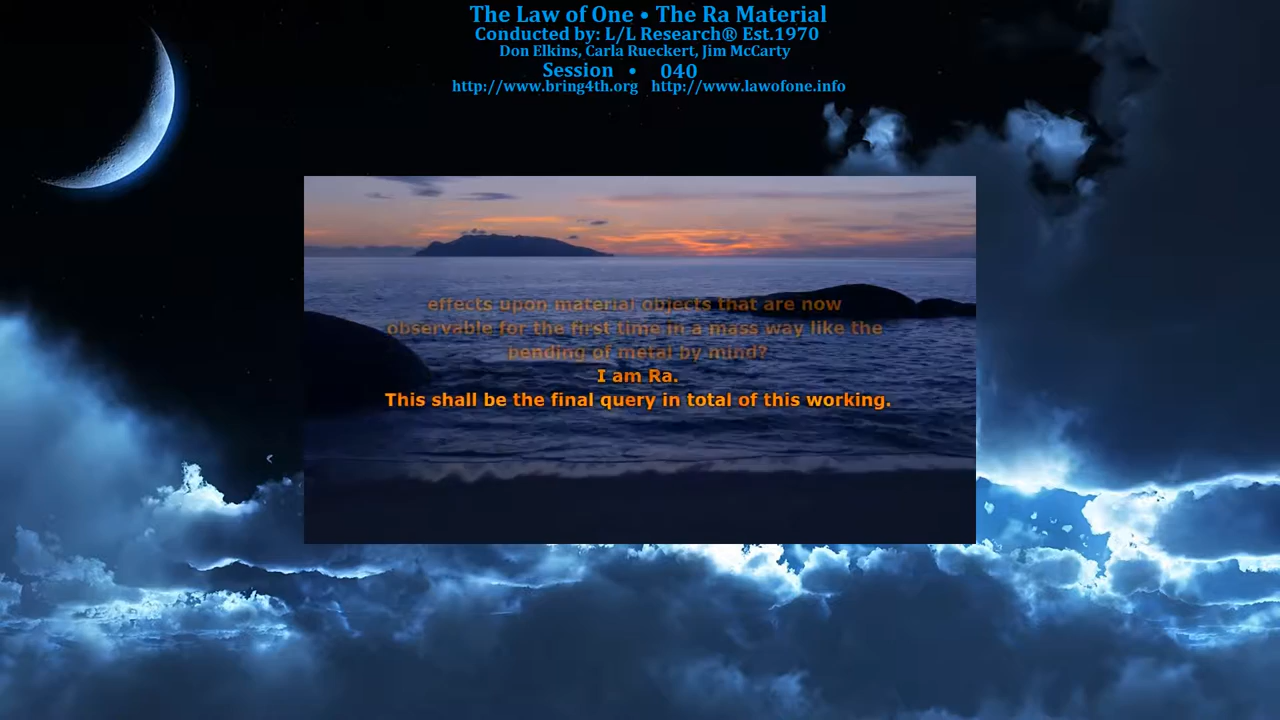 The Law of One • The Ra Material
Conducted by: L/L Research® Est.1970
Don Elkins, Carla Rueckert, Jim McCarty
Session • 040
http://www.bring4th.org http://www.lawofone.info
effects upon material objects that are now
observable for the first time in a mass way like the
bending of metal by mind?
I am Ra.
This shall be the final query in total of this working.